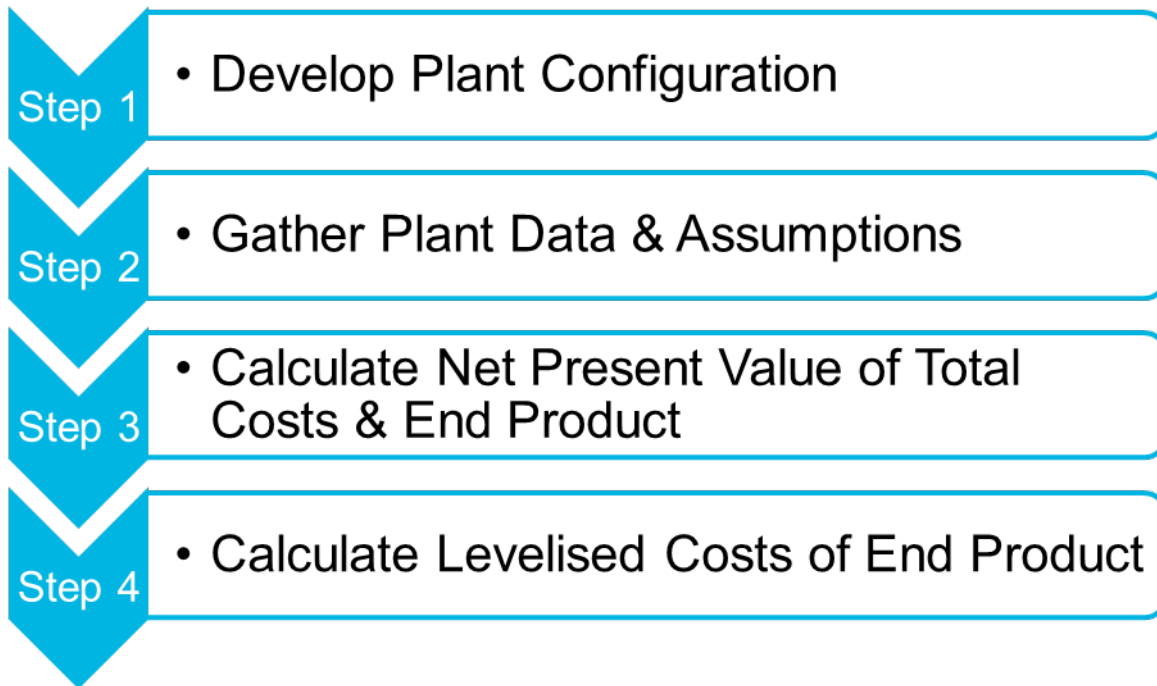 Step 1
• Develop Plant Configuration
Step 2
• Gather Plant Data & Assumptions
Step 3
• Calculate Net Present Value of Total
Costs & End Product
Step 4
• Calculate Levelised Costs of End Product